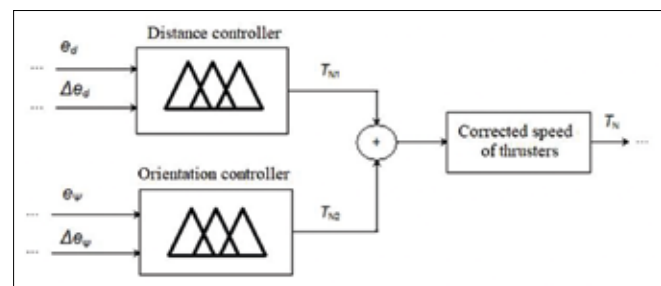 Distance controller
e_d
...
Δe_d
...
T_N1
+
Corrected speed
of thrusters
T_N
...
Orientation controller
e_ψ
...
Δe_ψ
...
T_N2